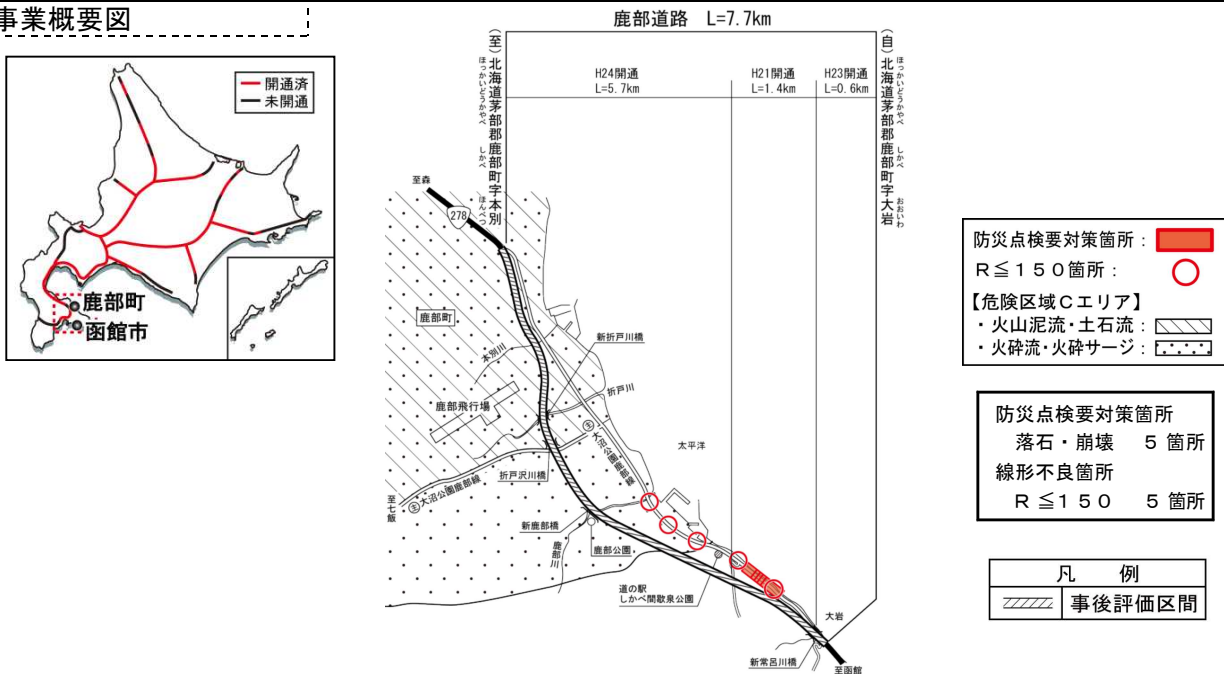 事業概要図
開通済
未開通
鹿部町
函館市
鹿部道路 L=7.7km
(至)北海道茅部郡鹿部町字本別
ほっかいどうかやべ しかべ ほんべつ
H24開通
L=5.7km
H21開通
L=1.4km
H23開通
L=0.6km
(自)北海道茅部郡鹿部町字大岩
ほっかいどうかやべ しかべ おおいわ
至森
278
鹿部町
新折戸川橋
本別川
折戸川
鹿部飛行場
主 大沼公園鹿部線
太平洋
折戸沢川橋
至七飯
主 大沼公園鹿部線
新鹿部橋
鹿部川
鹿部公園
道の駅
しかべ間歇泉公園
大岩
新常呂川橋
至函館
防災点検要対策箇所:
R≦150箇所:
【危険区域Cエリア】
・火山泥流・土石流:
・火砕流・火砕サージ:
防災点検要対策箇所
落石・崩壊 5箇所
線形不良箇所
R≦150 5箇所
凡 例
事後評価区間